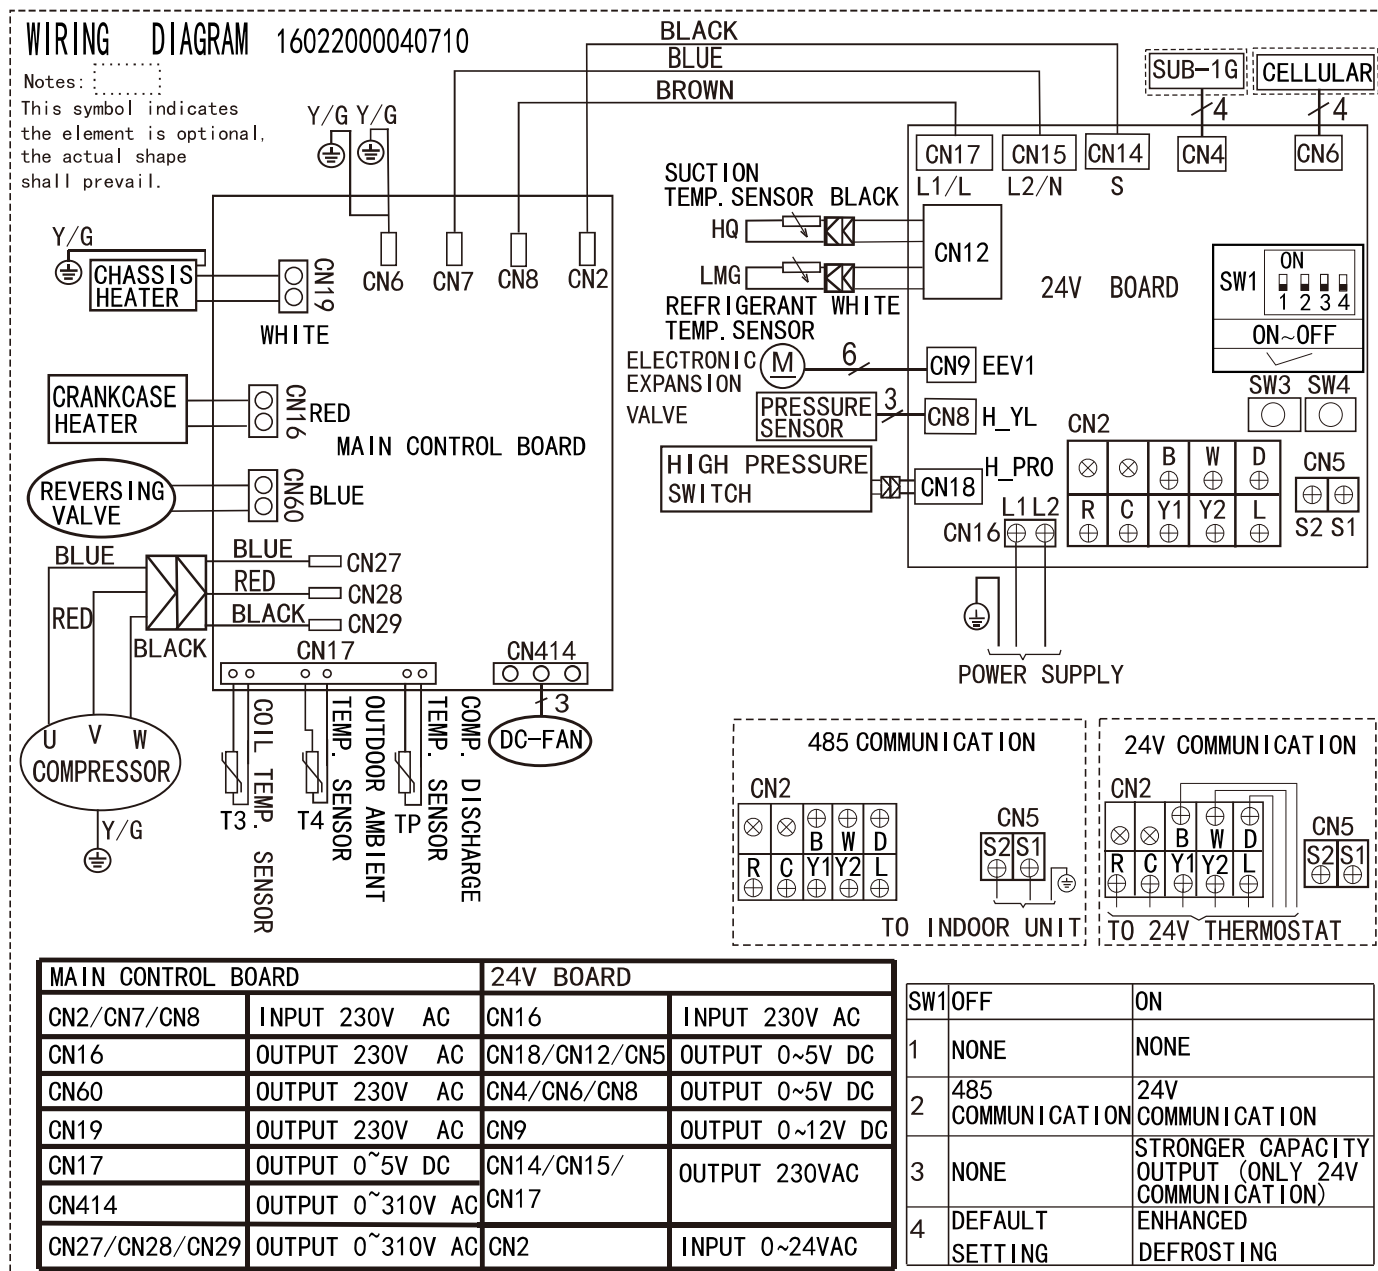 WIRING DIAGRAM 16022000040710
Notes:
This symbol indicates
the element is optional,
the actual shape
shall prevail.
BLACK
BLUE
BROWN
SUB-1G
CELLULAR
4
4
Y/G Y/G
CN17
CN15
CN14
CN4
CN6
L1/L
L2/N
S
SUCTION
TEMP. SENSOR BLACK
HQ
LMG
REFRIGERANT WHITE
TEMP. SENSOR
CN12
24V BOARD
SW1
ON
1 2 3 4
ON~OFF
SW3 SW4
Y/G
CHASSIS
HEATER
CN19
WHITE
CN6
CN7
CN8
CN2
ELECTRONIC
EXPANSION
VALVE
M
6
CN9 EEV1
PRESSURE
SENSOR
3
CN8 H_YL
CRANKCASE
HEATER
CN16
RED
MAIN CONTROL BOARD
HIGH PRESSURE
SWITCH
CN18
H_PRO
CN2
B W D
R C Y1 Y2 L
CN5
S2 S1
CN16
L1 L2
REVERSING
VALVE
CN60
BLUE
BLUE
RED
BLACK
BLUE
RED
BLACK
CN27
CN28
CN29
CN17
CN414
3
DC-FAN
POWER SUPPLY
U V W
COMPRESSOR
Y/G
T3
COIL TEMP. SENSOR
T4
OUTDOOR AMBIENT
TEMP. SENSOR
TP
COMP. DISCHARGE
TEMP. SENSOR
485 COMMUNICATION
CN2
B W D
R C Y1 Y2 L
CN5
S2 S1
TO INDOOR UNIT
24V COMMUNICATION
CN2
B W D
R C Y1 Y2 L
CN5
S2 S1
TO 24V THERMOSTAT
MAIN CONTROL BOARD 24V BOARD
CN2/CN7/CN8 INPUT 230V AC CN16 INPUT 230V AC
CN16 OUTPUT 230V AC CN18/CN12/CN5 OUTPUT 0~5V DC
CN60 OUTPUT 230V AC CN4/CN6/CN8 OUTPUT 0~5V DC
CN19 OUTPUT 230V AC CN9 OUTPUT 0~12V DC
CN17 OUTPUT 0~5V DC CN14/CN15/ OUTPUT 230VAC
CN414 OUTPUT 0~310V AC CN17
CN27/CN28/CN29 OUTPUT 0~310V AC CN2 INPUT 0~24VAC
SW1 OFF ON
1 NONE NONE
2 485 24V
COMMUNICATION COMMUNICATION
3 NONE STRONGER CAPACITY
OUTPUT (ONLY 24V
COMMUNICATION)
4 DEFAULT ENHANCED
SETTING DEFROSTING